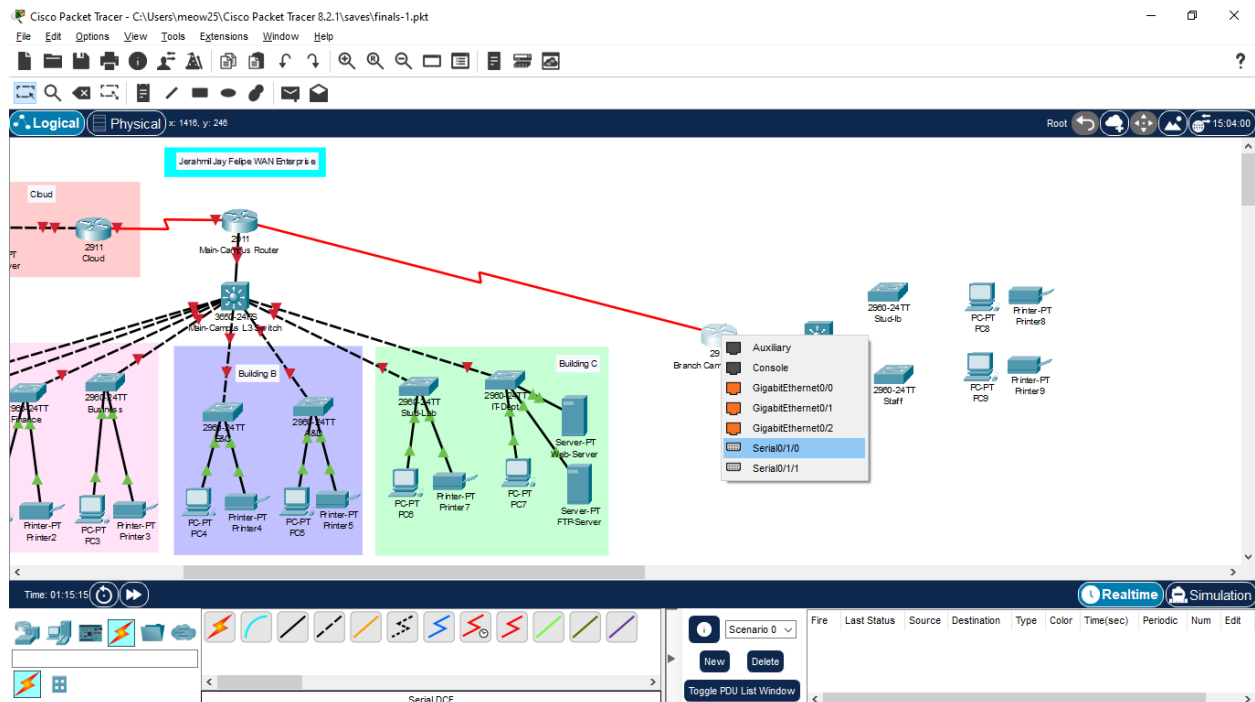 Cisco Packet Tracer - C:\Users\meow25\Cisco Packet Tracer 8.2.1\saves\finals-1.pkt
File Edit Options View Tools Extensions Window Help
?
Logical Physical x: 1416, y: 246 Root 15:04:00
Jerahmil Jay Felipe WAN Enterprise
Cloud
2911
Cloud
PT
ver
2911
Main-Campus Router
3650-24PS
Main-Campus L3 Switch
Building B
Building C
2960-24TT
Finance
2960-24TT
Business
2960-24TT
E&C
2960-24TT
A&D
2960-24TT
Stud-Lab
2960-24TT
IT-Dept
Server-PT
Web-Server
Server-PT
FTP-Server
Printer-PT
Printer2
PC-PT
PC3
Printer-PT
Printer3
PC-PT
PC4
Printer-PT
Printer4
PC-PT
PC5
Printer-PT
Printer5
PC-PT
PC6
Printer-PT
Printer7
PC-PT
PC7
29
Branch Cam
Auxiliary
Console
GigabitEthernet0/0
GigabitEthernet0/1
GigabitEthernet0/2
Serial0/1/0
Serial0/1/1
2960-24TT
Stud-lb
PC-PT
PC8
Printer-PT
Printer8
2960-24TT
Staff
PC-PT
PC9
Printer-PT
Printer9
Time: 01:15:15 Realtime Simulation
Scenario 0
New Delete
Toggle PDU List Window
Fire Last Status Source Destination Type Color Time(sec) Periodic Num Edit
Serial DCE